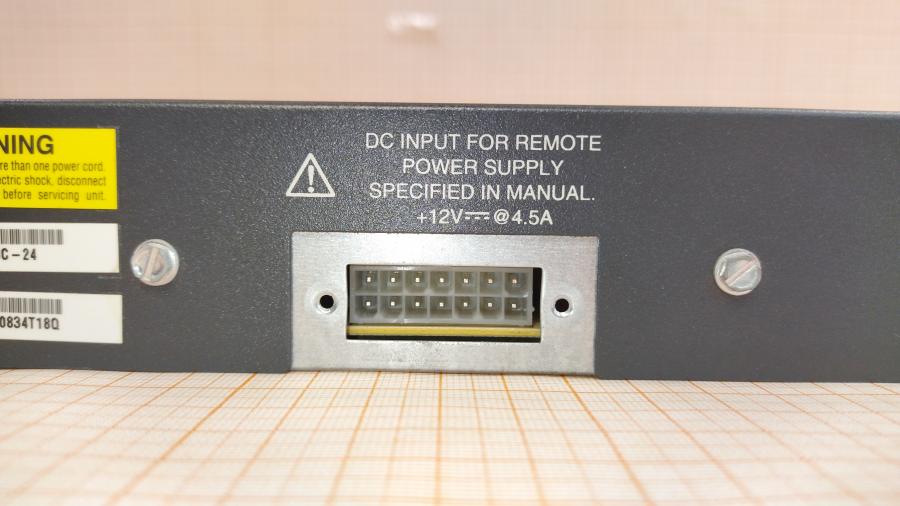 NING
re than one power cord.
ctric shock, disconnect
before servicing unit.
C-24
0834T18Q
DC INPUT FOR REMOTE
POWER SUPPLY
SPECIFIED IN MANUAL.
+12V⎓@4.5A